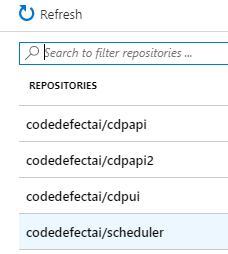 Refresh
Search to filter repositories ...
REPOSITORIES
codedefectai/cdpapi
codedefectai/cdpapi2
codedefectai/cdpui
codedefectai/scheduler